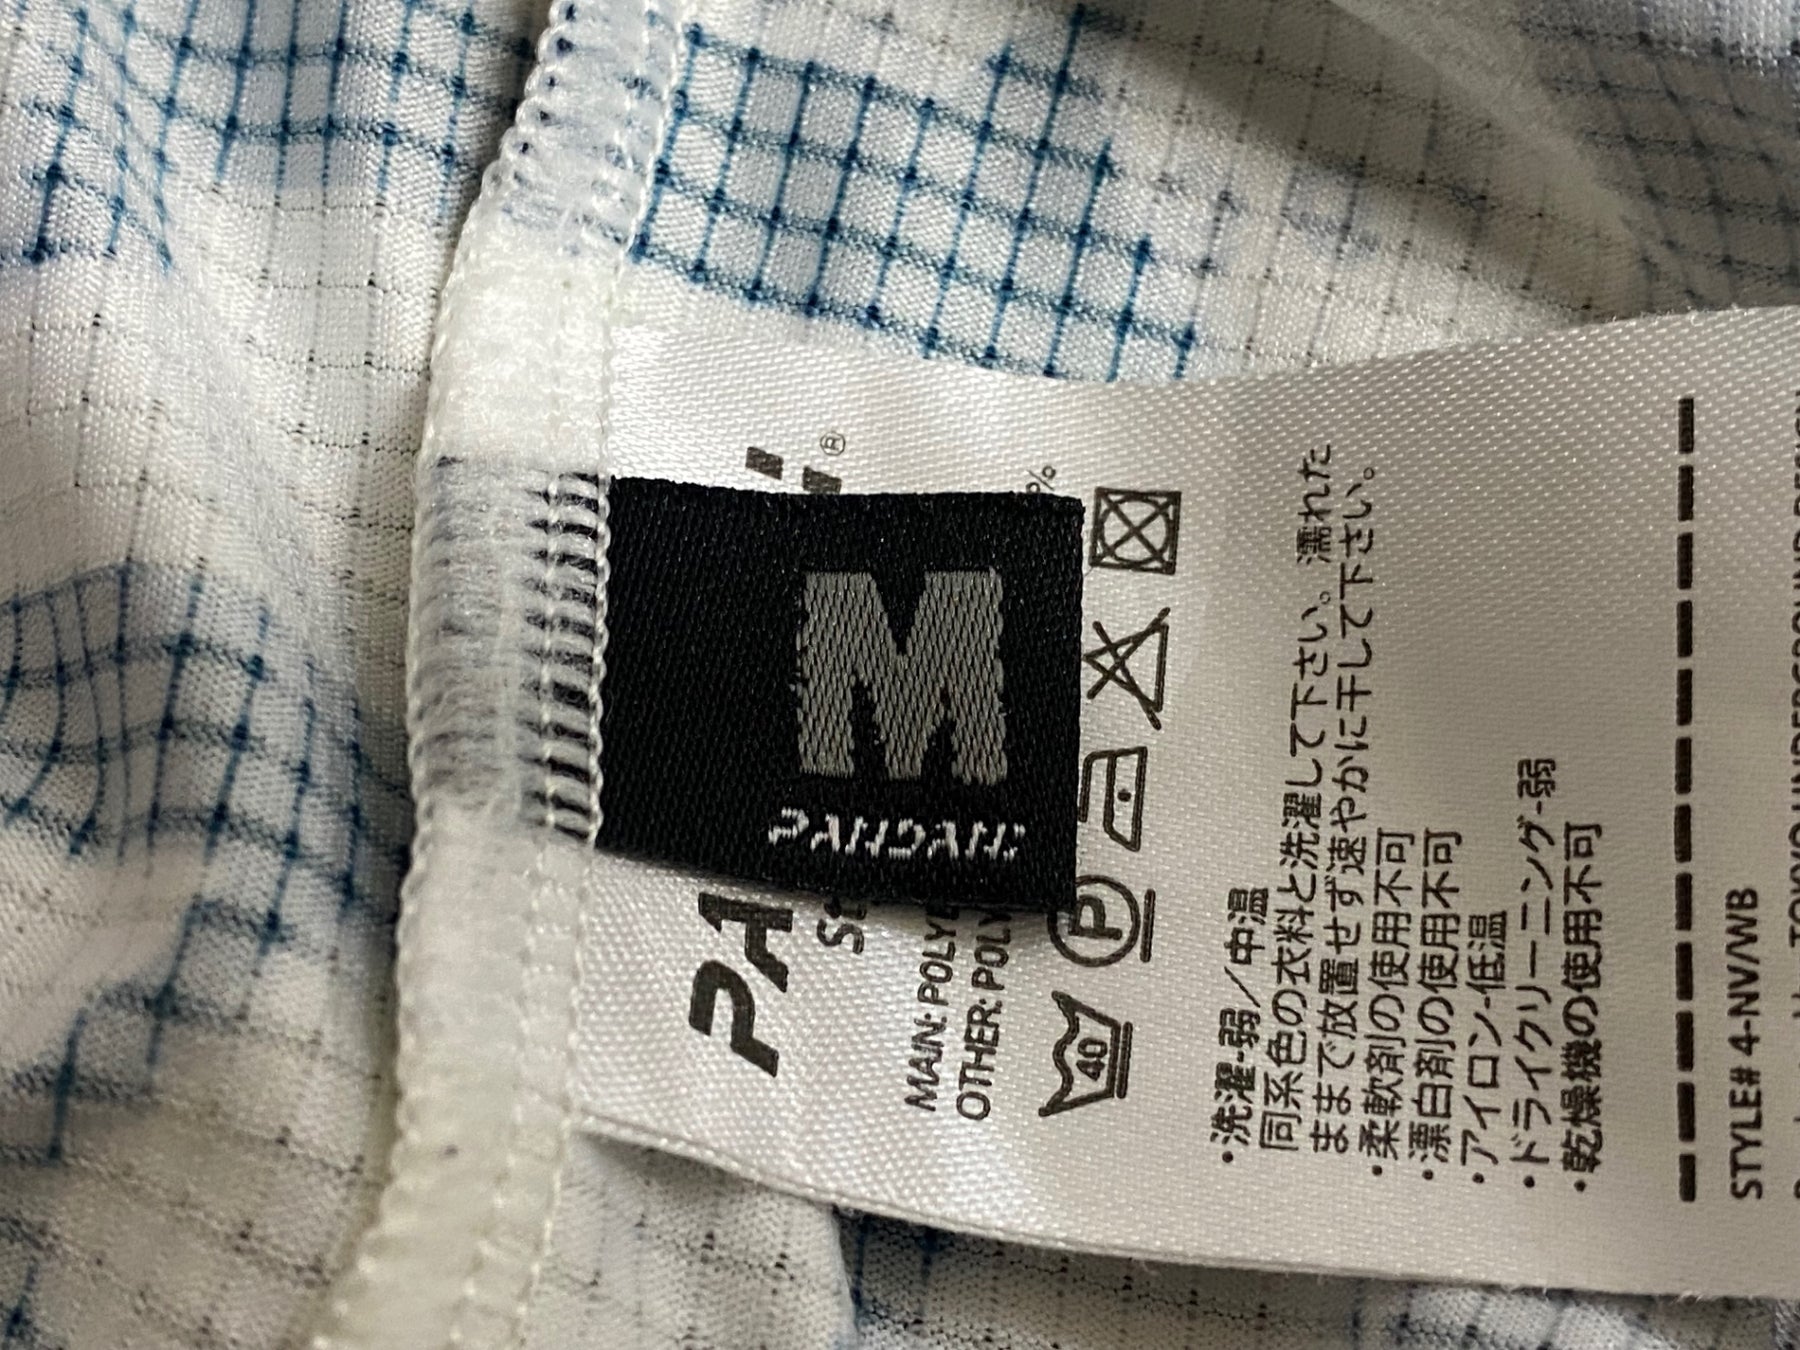 PA
®
M
MAIN: POLYE
OTHER: POLY
%
40
P
・洗濯-弱／中温
同系色の衣料と洗濯して下さい。濡れた
ままで放置せず速やかに干して下さい。
・柔軟剤の使用不可
・漂白剤の使用不可
・アイロン-低温
・ドライクリーニング-弱
・乾燥機の使用不可
STYLE# 4-NV/WB